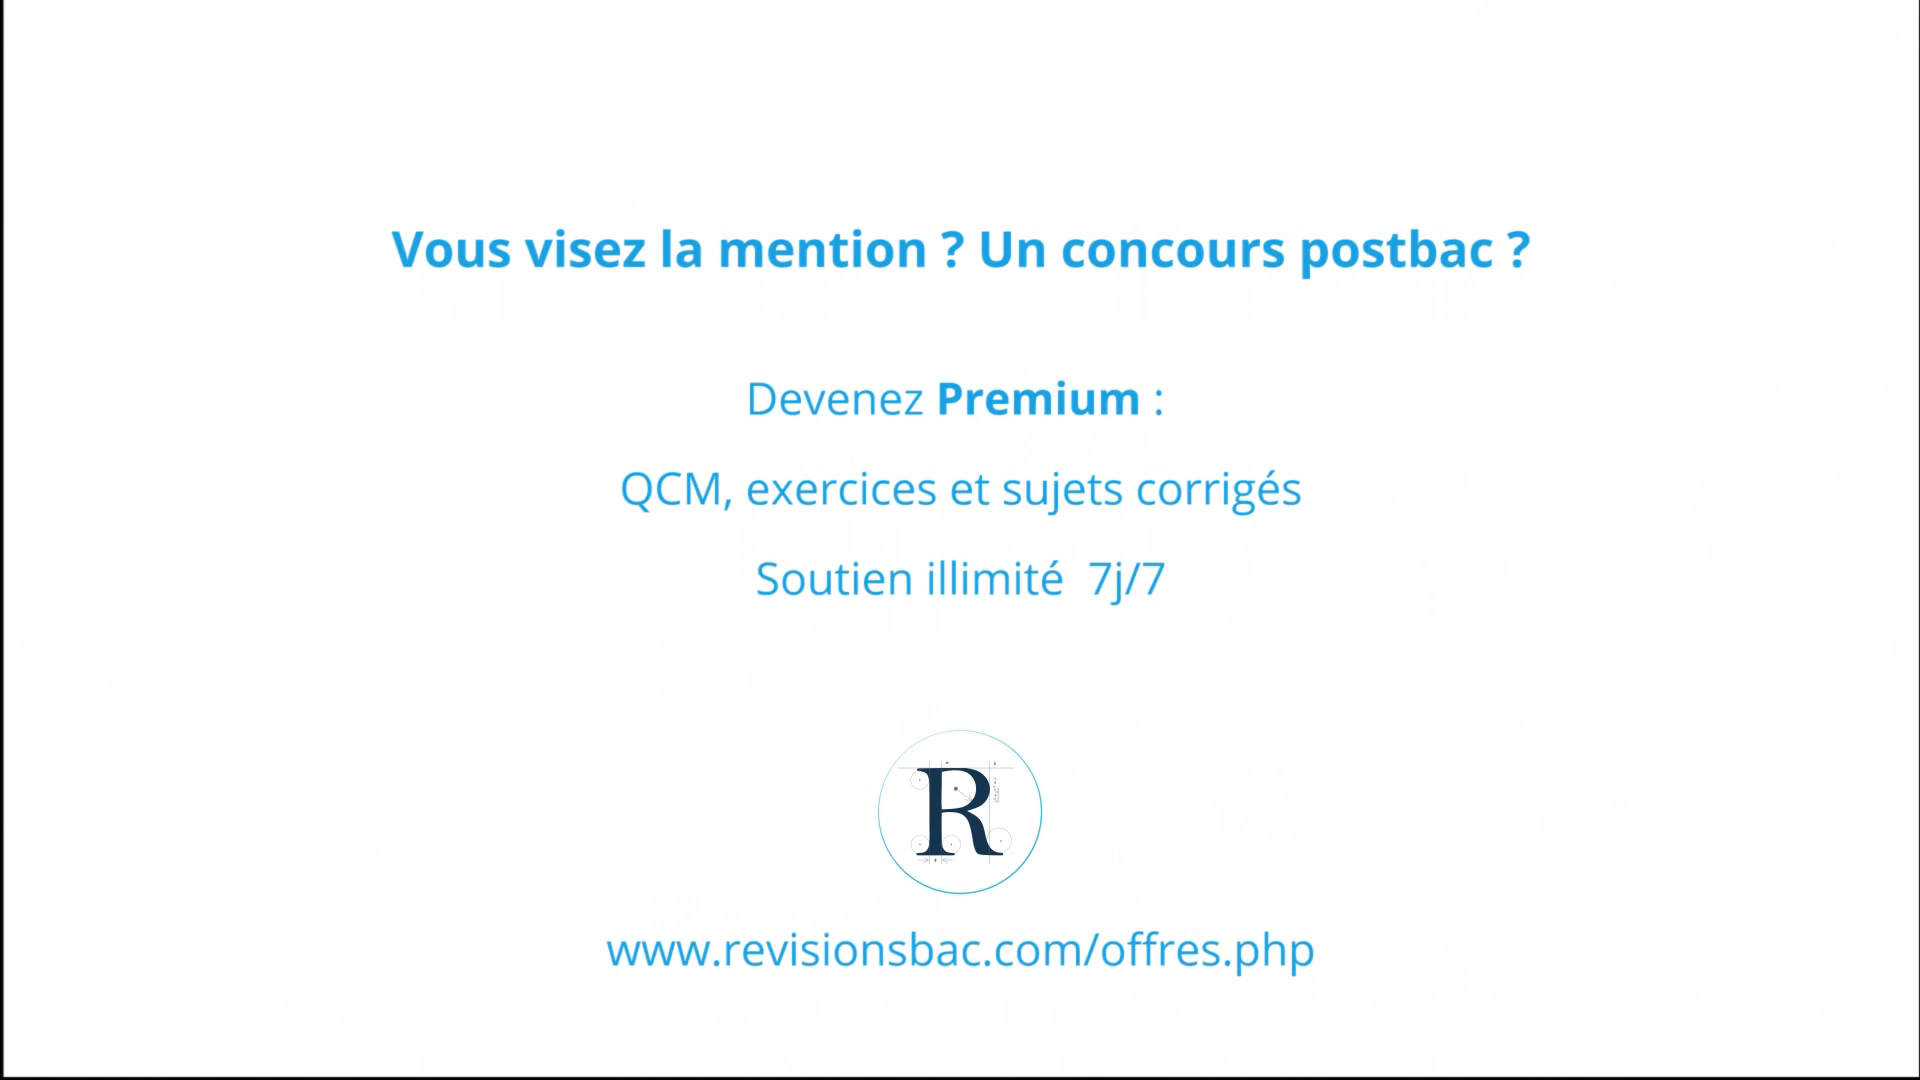 Vous visez la mention ? Un concours postbac ?
Devenez Premium :
QCM, exercices et sujets corrigés
Soutien illimité  7j/7
R
www.revisionsbac.com/offres.php